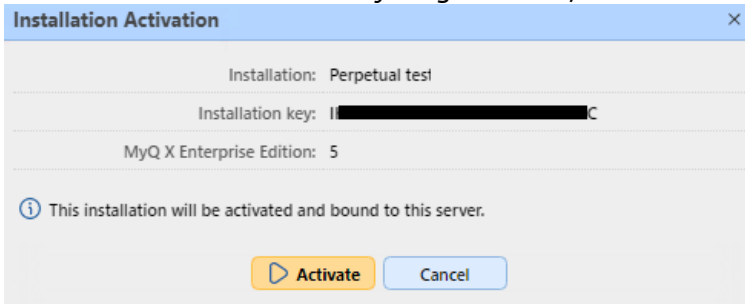 Installation Activation
Installation: Perpetual test
Installation key: I C
MyQ X Enterprise Edition: 5
This installation will be activated and bound to this server.
Activate Cancel